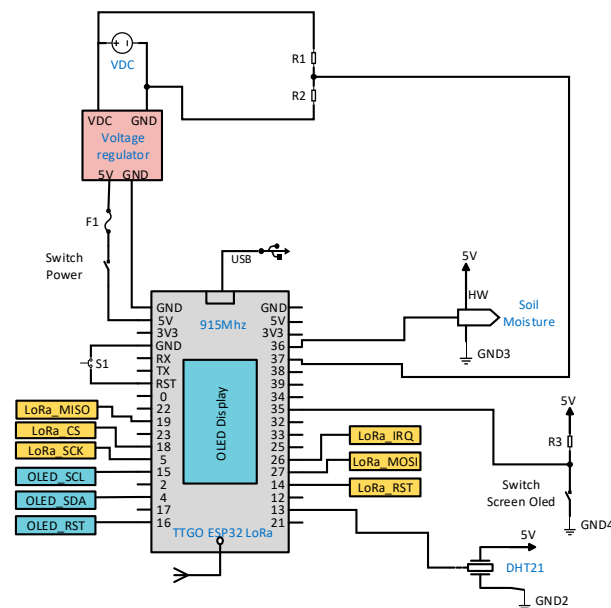 R1
VDC
R2
VDC GND
Voltage
regulator
5V GND
F1
Switch
Power
USB
5V
HW
Soil
Moisture
GND3
915Mhz
GND
5V
3V3
GND
RX
TX
RST
0
22
19
23
18
5
15
2
4
17
16
GND
5V
3V3
36
37
38
39
34
35
32
33
25
26
27
14
12
13
21
S1
OLED Display
TTGO ESP32 LoRa
LoRa_MISO
LoRa_CS
LoRa_SCK
OLED_SCL
OLED_SDA
OLED_RST
LoRa_IRQ
LoRa_MOSI
LoRa_RST
5V
R3
Switch
Screen Oled
GND4
5V
DHT21
GND2